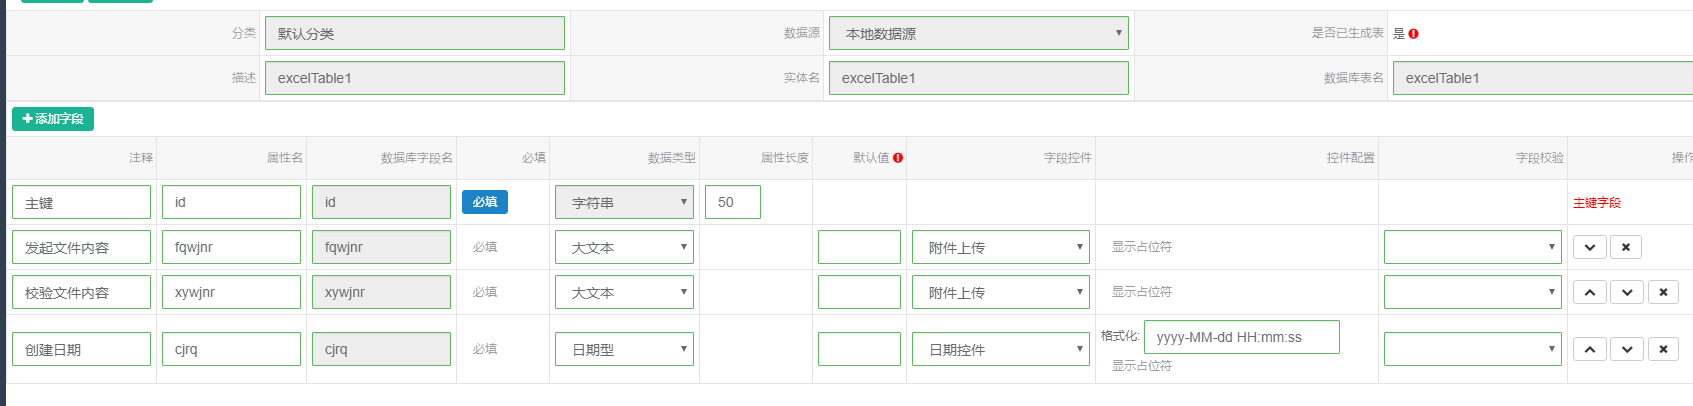 分类 默认分类 数据源 本地数据源 是否已生成表 是
描述 excelTable1 实体名 excelTable1 数据库表名 excelTable1
添加字段
注释 属性名 数据库字段名 必填 数据类型 属性长度 默认值 字段控件 控件配置 字段校验 操作
主键 id id 必填 字符串 50 主键字段
发起文件内容 fqwjnr fqwjnr 必填 大文本 附件上传 显示占位符
校验文件内容 xywjnr xywjnr 必填 大文本 附件上传 显示占位符
创建日期 cjrq cjrq 必填 日期型 日期控件 格式化: yyyy-MM-dd HH:mm:ss
显示占位符